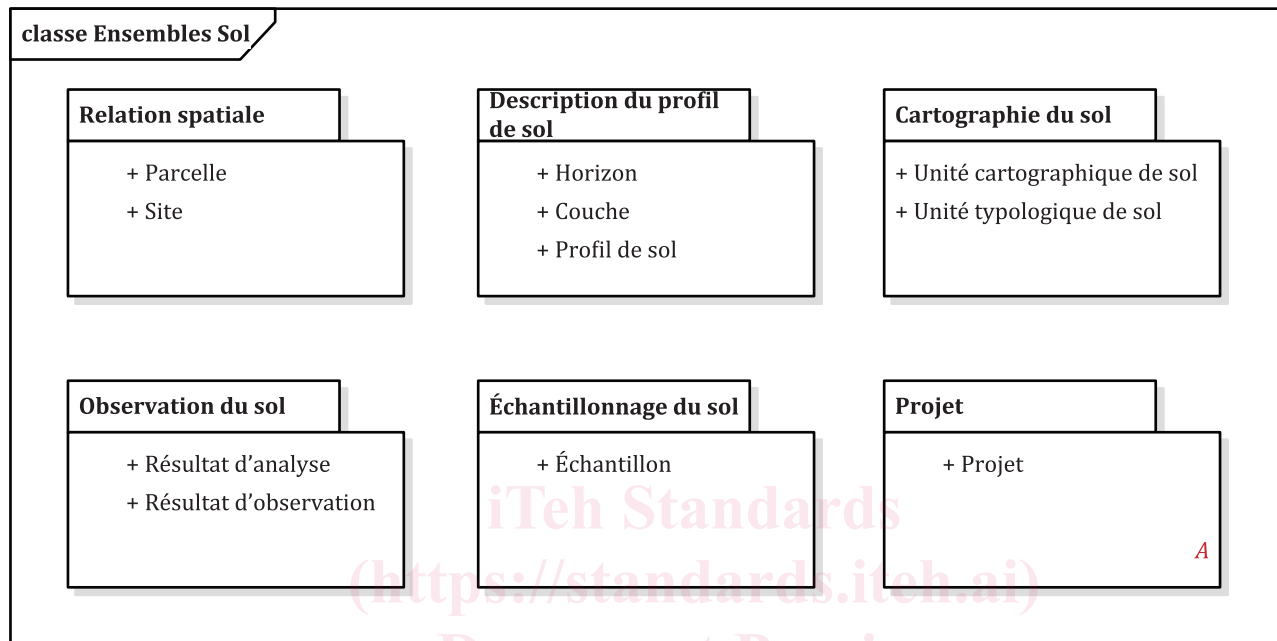 classe Ensembles Sol
Relation spatiale
+ Parcelle
+ Site
Description du profil
de sol
+ Horizon
+ Couche
+ Profil de sol
Cartographie du sol
+ Unité cartographique de sol
+ Unité typologique de sol
Observation du sol
+ Résultat d’analyse
+ Résultat d’observation
Échantillonnage du sol
+ Échantillon
Projet
+ Projet
A
iTeh Standards
(https://standards.iteh.ai)